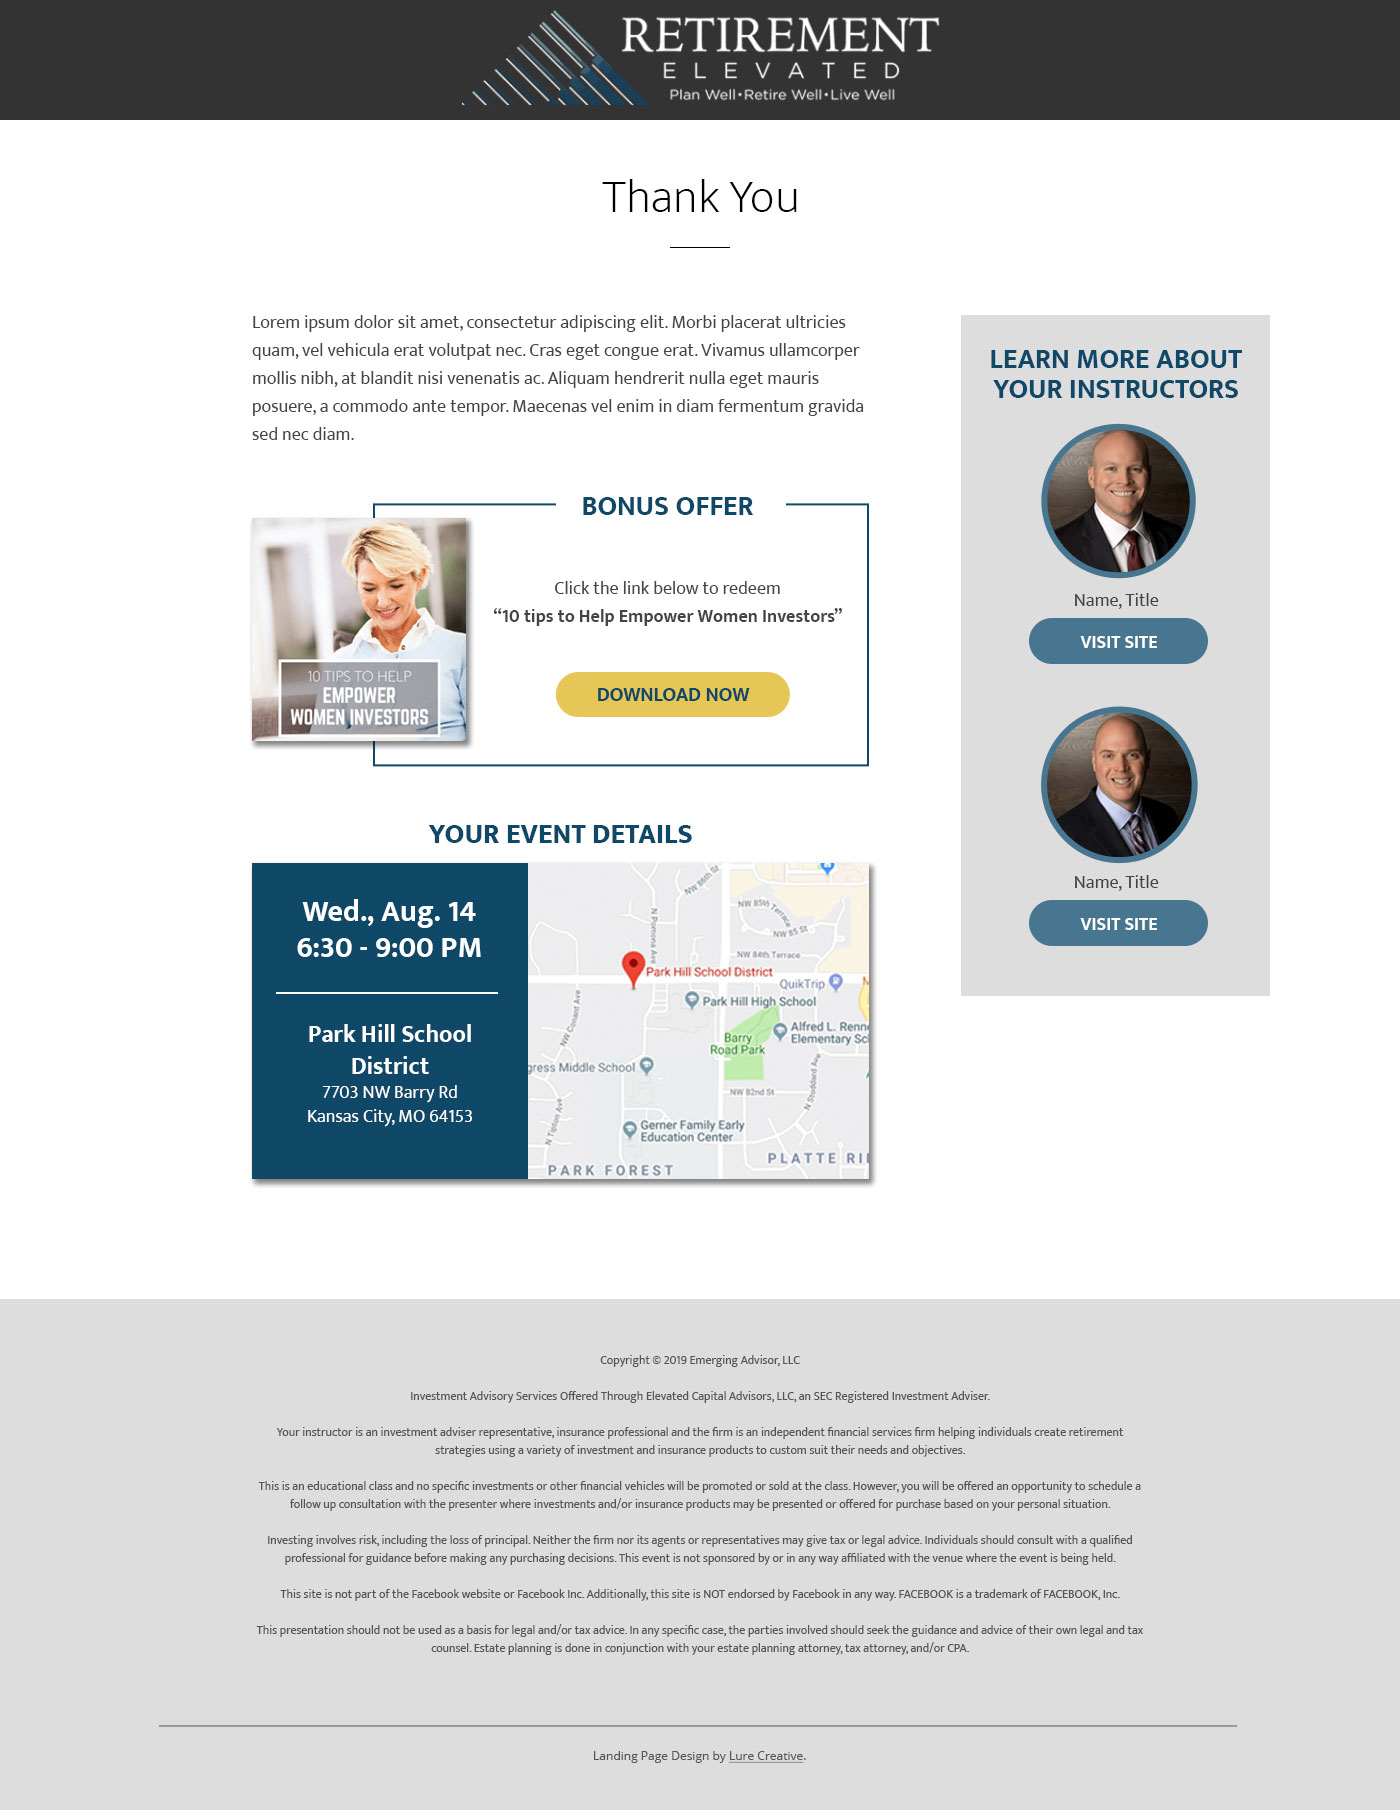 RETIREMENT
ELEVATED
Plan Well•Retire Well•Live Well
Thank You
Lorem ipsum dolor sit amet, consectetur adipiscing elit. Morbi placerat ultricies
quam, vel vehicula erat volutpat nec. Cras eget congue erat. Vivamus ullamcorper
mollis nibh, at blandit nisi venenatis ac. Aliquam hendrerit nulla eget mauris
posuere, a commodo ante tempor. Maecenas vel enim in diam fermentum gravida
sed nec diam.
BONUS OFFER
10 TIPS TO HELP
EMPOWER
WOMEN INVESTORS
Click the link below to redeem
“10 tips to Help Empower Women Investors”
DOWNLOAD NOW
YOUR EVENT DETAILS
Wed., Aug. 14
6:30 - 9:00 PM
Park Hill School
District
7703 NW Barry Rd
Kansas City, MO 64153
NW 86th St
N Pomona Ave
NW 85th Terrace
NW 85 St
NW 84th Terrace
Park Hill School District
QuikTrip
Park Hill High School
NW Conant Ave
Barry
Road Park
Alfred L. Renne
Elementary Sc
gress Middle School
NW 82nd St
N Stoddard Ave
N Tipton Ave
Gerner Family Early
Education Center
PLATTE RI
PARK FOREST
LEARN MORE ABOUT
YOUR INSTRUCTORS
Name, Title
VISIT SITE
Name, Title
VISIT SITE
Copyright © 2019 Emerging Advisor, LLC
Investment Advisory Services Offered Through Elevated Capital Advisors, LLC, an SEC Registered Investment Adviser.
Your instructor is an investment adviser representative, insurance professional and the firm is an independent financial services firm helping individuals create retirement
strategies using a variety of investment and insurance products to custom suit their needs and objectives.
This is an educational class and no specific investments or other financial vehicles will be promoted or sold at the class. However, you will be offered an opportunity to schedule a
follow up consultation with the presenter where investments and/or insurance products may be presented or offered for purchase based on your personal situation.
Investing involves risk, including the loss of principal. Neither the firm nor its agents or representatives may give tax or legal advice. Individuals should consult with a qualified
professional for guidance before making any purchasing decisions. This event is not sponsored by or in any way affiliated with the venue where the event is being held.
This site is not part of the Facebook website or Facebook Inc. Additionally, this site is NOT endorsed by Facebook in any way. FACEBOOK is a trademark of FACEBOOK, Inc.
This presentation should not be used as a basis for legal and/or tax advice. In any specific case, the parties involved should seek the guidance and advice of their own legal and tax
counsel. Estate planning is done in conjunction with your estate planning attorney, tax attorney, and/or CPA.
Landing Page Design by Lure Creative.